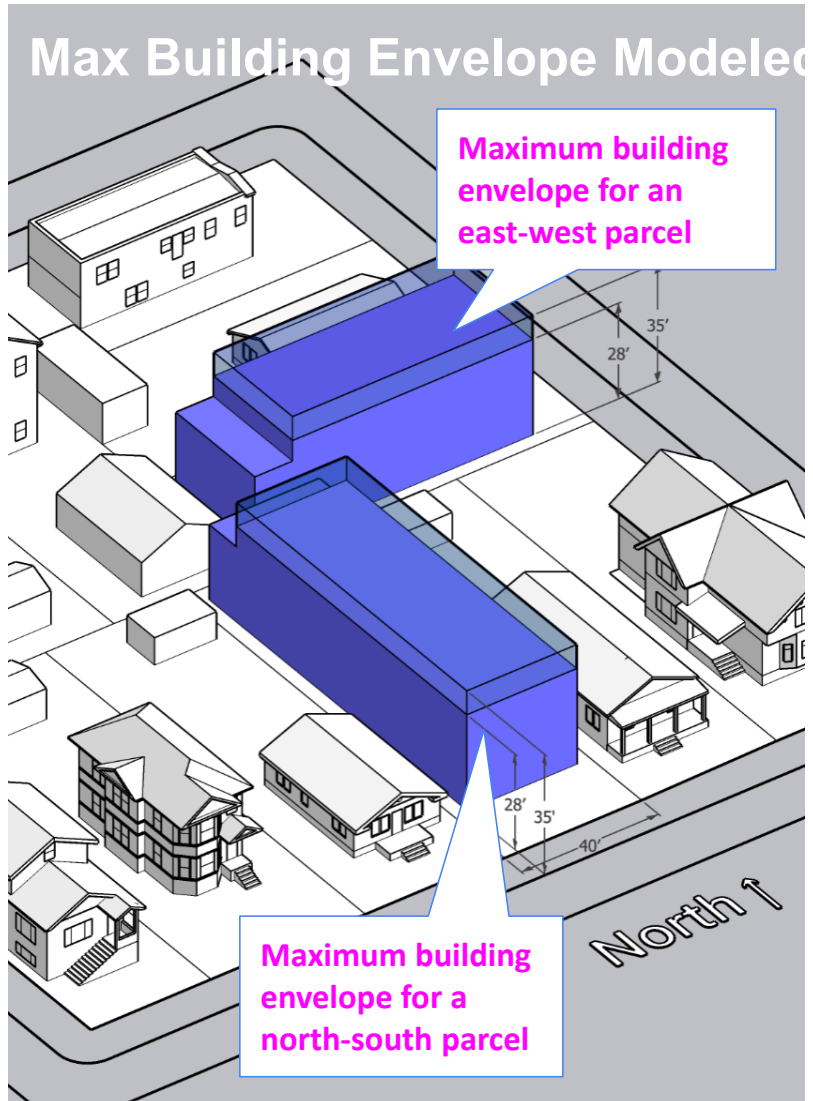 Max Building Envelope Modeled
Maximum building
envelope for an
east-west parcel
35’
28’
28’
35’
40’
North ↑
Maximum building
envelope for a
north-south parcel